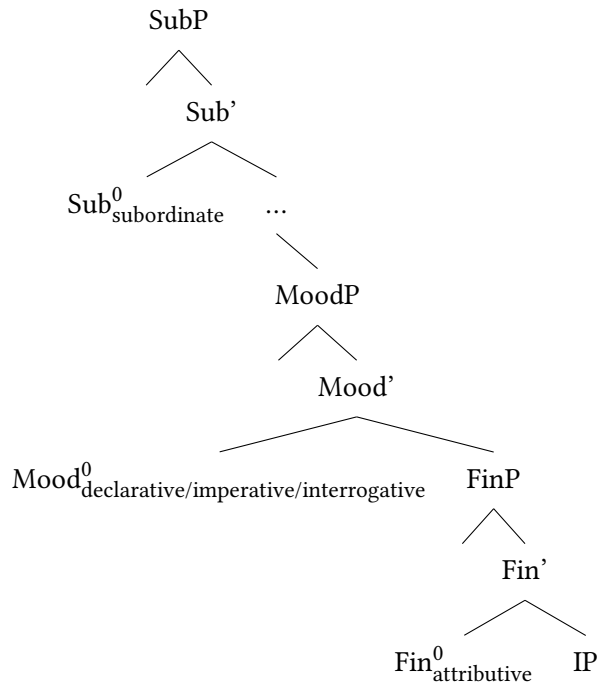 SubP
Sub’
Sub⁰subordinate ...
MoodP
Mood’
Mood⁰declarative/imperative/interrogative FinP
Fin’
Fin⁰attributive IP